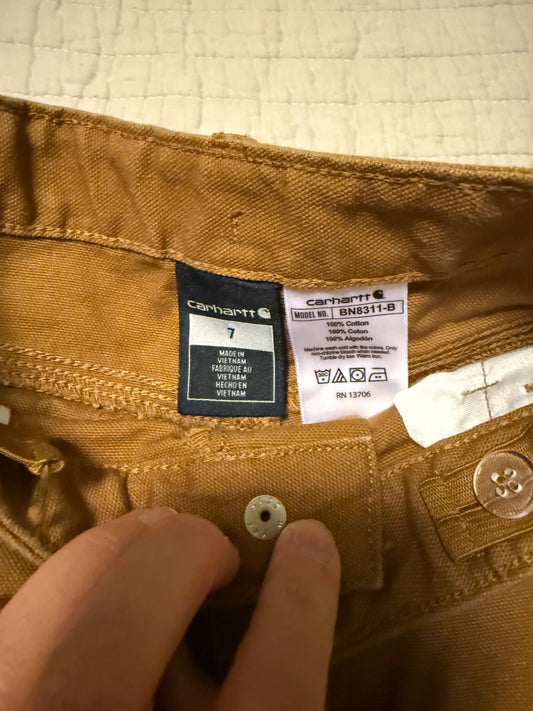 carhartt
7
MADE IN
VIETNAM
FABRIQUE AU
VIETNAM
HECHO EN
VIETNAM
carhartt
MODEL NO. BN8311-B
100% Cotton
100% Coton
100% Algodón
Machine wash cold with like colors. Only
non-chlorine bleach when needed.
Tumble dry low. Warm iron.
RN 13706